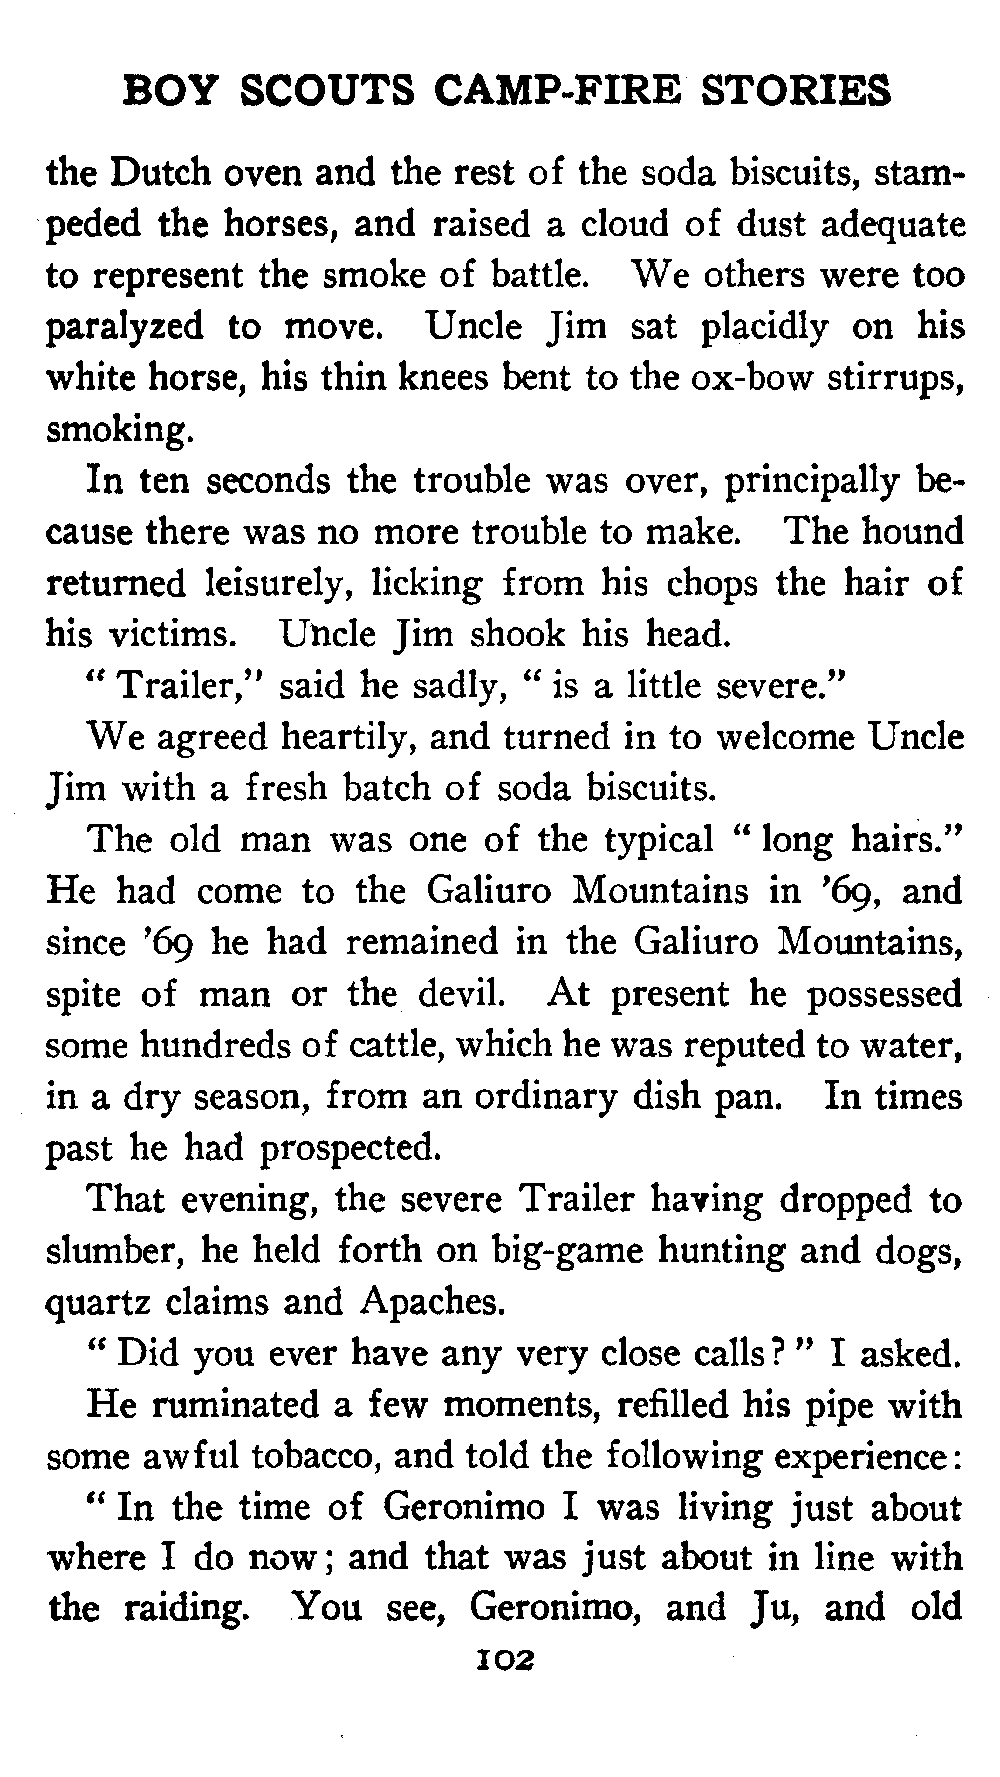 BOY SCOUTS CAMP-FIRE STORIES
the Dutch oven and the rest of the soda biscuits, stam-
peded the horses, and raised a cloud of dust adequate
to represent the smoke of battle. We others were too
paralyzed to move. Uncle Jim sat placidly on his
white horse, his thin knees bent to the ox-bow stirrups,
smoking.
In ten seconds the trouble was over, principally be-
cause there was no more trouble to make. The hound
returned leisurely, licking from his chops the hair of
his victims. Uncle Jim shook his head.
" Trailer," said he sadly, " is a little severe."
We agreed heartily, and turned in to welcome Uncle
Jim with a fresh batch of soda biscuits.
The old man was one of the typical " long hairs."
He had come to the Galiuro Mountains in '69, and
since '69 he had remained in the Galiuro Mountains,
spite of man or the devil. At present he possessed
some hundreds of cattle, which he was reputed to water,
in a dry season, from an ordinary dish pan. In times
past he had prospected.
That evening, the severe Trailer having dropped to
slumber, he held forth on big-game hunting and dogs,
quartz claims and Apaches.
" Did you ever have any very close calls? " I asked.
He ruminated a few moments, refilled his pipe with
some awful tobacco, and told the following experience:
" In the time of Geronimo I was living just about
where I do now; and that was just about in line with
the raiding. You see, Geronimo, and Ju, and old
102